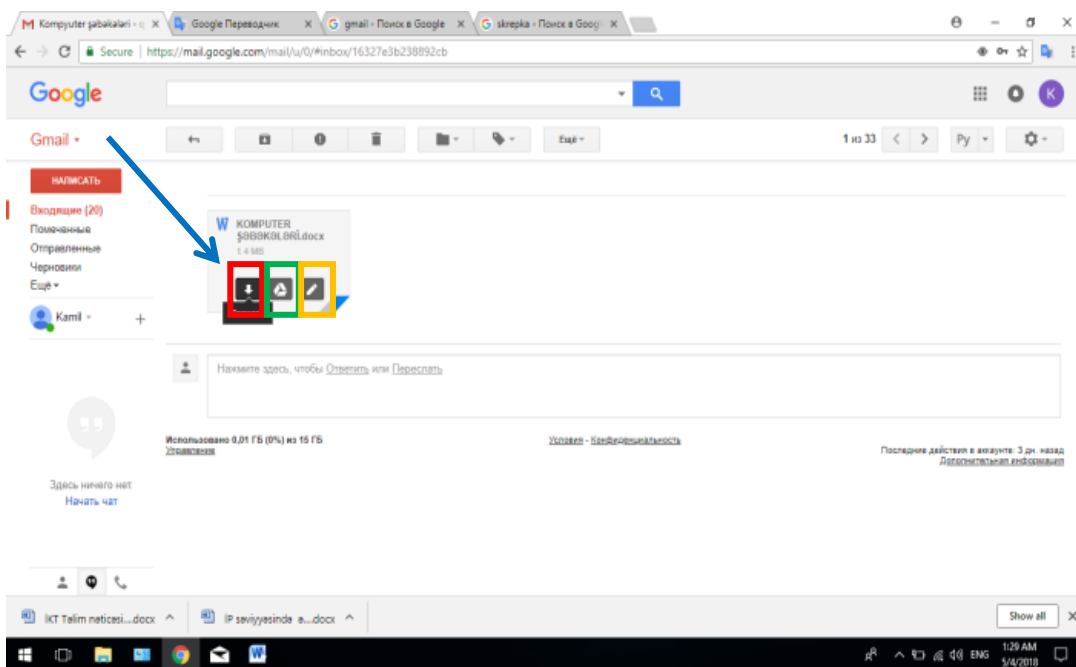 Kompyuter şəbəkələri - q
Google Переводчик
gmail - Поиск в Google
skrepka - Поиск в Googl
Secure
https://mail.google.com/mail/u/0/#inbox/16327e3b238892cb
Google
K
Gmail
Ещё
1 из 33
Ру
НАПИСАТЬ
Входящие (20)
Помеченные
Отправленные
Черновики
Ещё
Kamil
W
KOMPUTER
ŞƏBƏKƏLƏRİ.docx
1.4 MB
Нажмите здесь, чтобы Ответить или Переслать
Использовано 0,01 ГБ (0%) из 15 ГБ
Управление
Условия - Конфиденциальность
Последние действия в аккаунте: 3 дн. назад
Дополнительная информация
Здесь ничего нет.
Начать чат
İKT Təlim nəticəsi....docx
İP səviyyəsində ə....docx
Show all
ENG
1:29 AM
5/4/2018